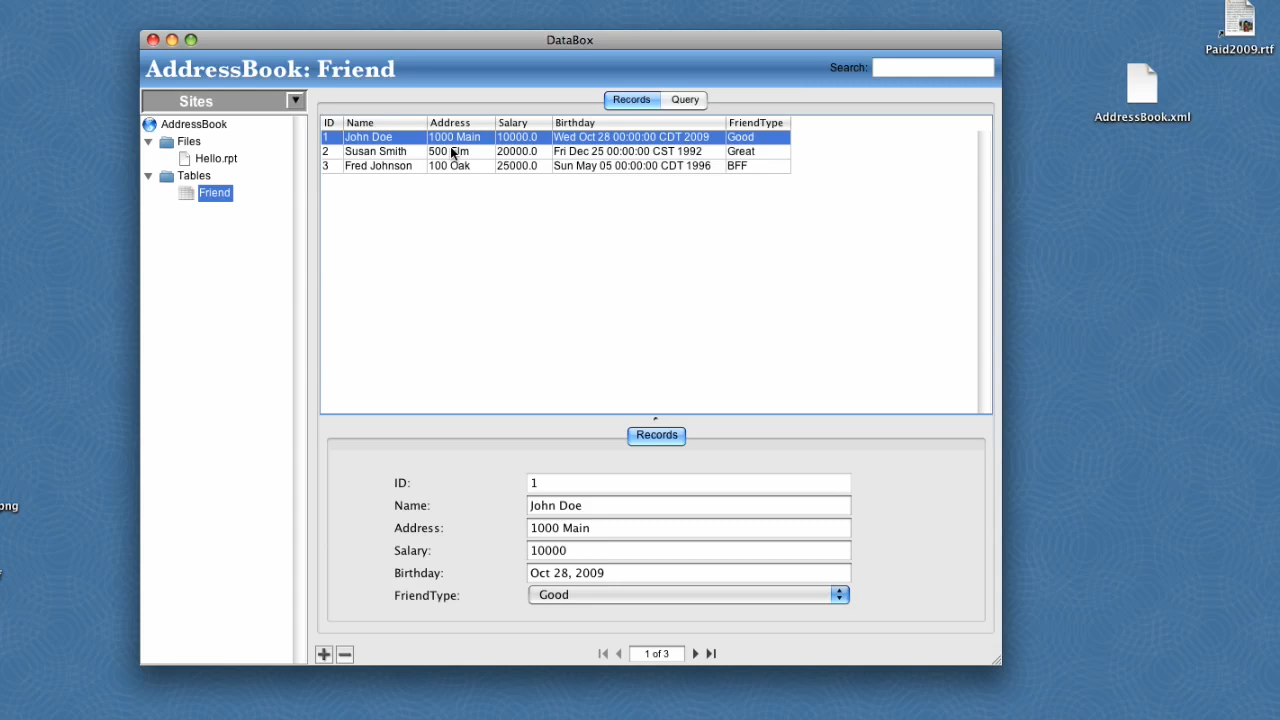 DataBox
AddressBook: Friend
Search:
Paid2009.rtf
AddressBook.xml
Sites
AddressBook
Files
Hello.rpt
Tables
Friend
Records Query
ID Name Address Salary Birthday FriendType
1 John Doe 1000 Main 10000.0 Wed Oct 28 00:00:00 CDT 2009 Good
2 Susan Smith 500 Elm 20000.0 Fri Dec 25 00:00:00 CST 1992 Great
3 Fred Johnson 100 Oak 25000.0 Sun May 05 00:00:00 CDT 1996 BFF
Records
ID: 1
Name: John Doe
Address: 1000 Main
Salary: 10000
Birthday: Oct 28, 2009
FriendType: Good
1 of 3
ong